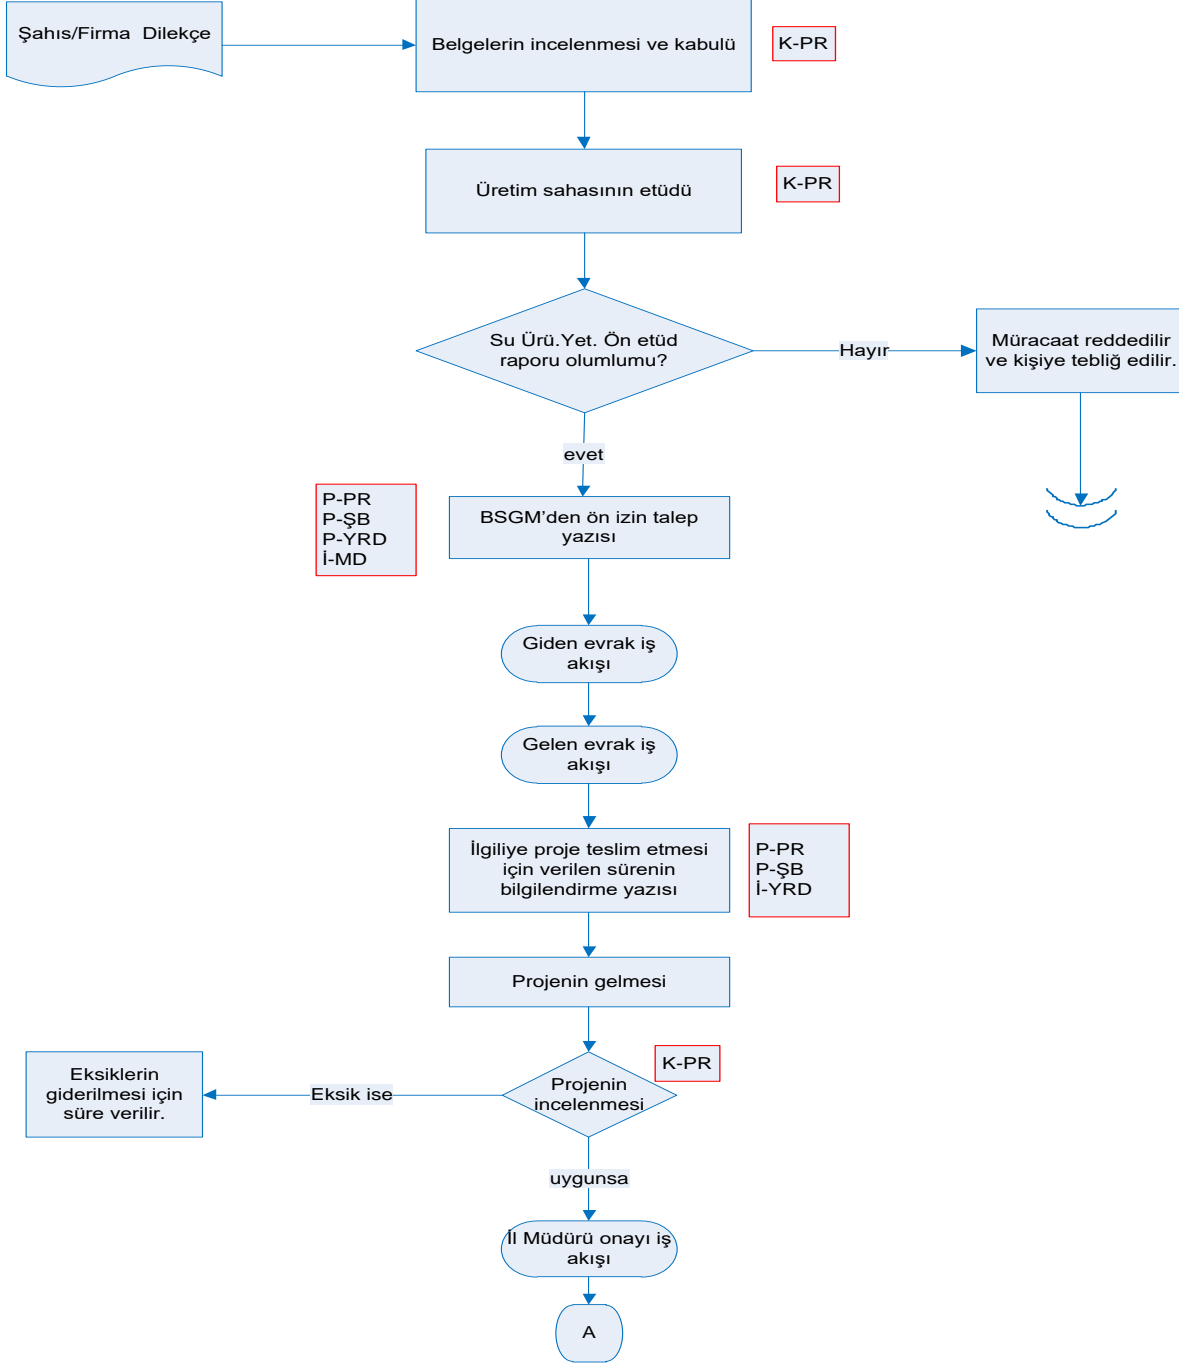 Şahıs/Firma  Dilekçe
Belgelerin incelenmesi ve kabulü
K-PR
Üretim sahasının etüdü
K-PR
Su Ürü.Yet. Ön etüd
raporu olumlumu?
Hayır
Müracaat reddedilir
ve kişiye tebliğ edilir.
evet
P-PR
P-ŞB
P-YRD
İ-MD
BSGM’den ön izin talep
yazısı
Giden evrak iş
akışı
Gelen evrak iş
akışı
İlgiliye proje teslim etmesi
için verilen sürenin
bilgilendirme yazısı
P-PR
P-ŞB
İ-YRD
Projenin gelmesi
K-PR
Projenin
incelenmesi
Eksik ise
Eksiklerin
giderilmesi için
süre verilir.
uygunsa
İl Müdürü onayı iş
akışı
A